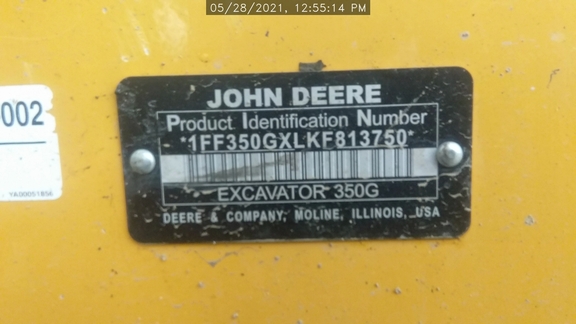 05/28/2021, 12:55:14 PM
002
YA00051856
JOHN DEERE
Product Identification Number
*1FF350GXLKF813750*
EXCAVATOR 350G
DEERE & COMPANY, MOLINE, ILLINOIS, USA